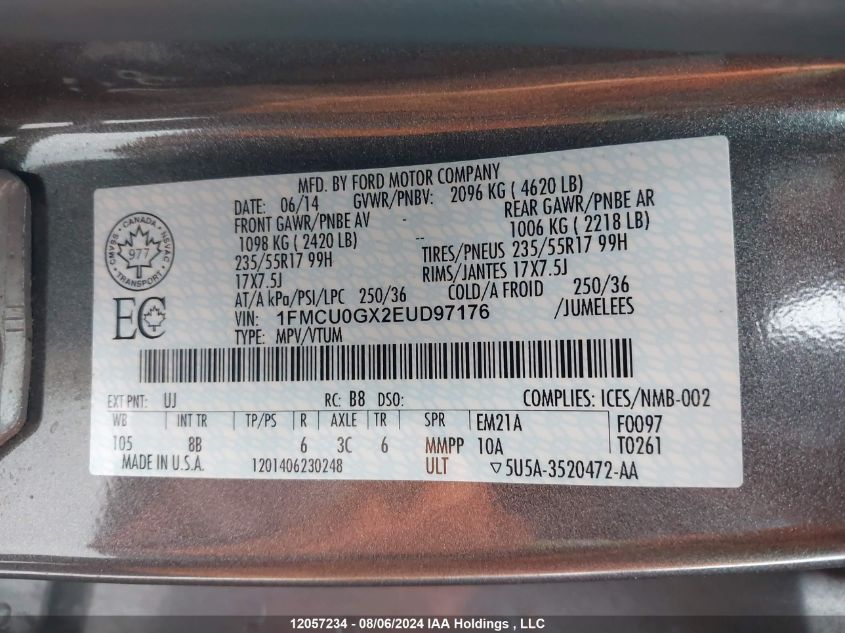 MFD. BY FORD MOTOR COMPANY
DATE: 06/14 GVWR/PNBV: 2096 KG ( 4620 LB)
FRONT GAWR/PNBE AV - REAR GAWR/PNBE AR
1098 KG ( 2420 LB) -- 1006 KG ( 2218 LB)
235/55R17 99H TIRES/PNEUS 235/55R17 99H
17X7.5J RIMS/JANTES 17X7.5J
AT/A kPa/PSI/LPC 250/36 COLD/A FROID 250/36
VIN: 1FMCU0GX2EUD97176 /JUMELEES
TYPE: MPV/VTUM
CANADA
CMVSS NSVAC
977
TRANSPORT
EC
EXT PNT: UJ RC: B8 DSO: COMPLIES: ICES/NMB-002
WB INT TR TP/PS R AXLE TR SPR EM21A F0097
105 8B 6 3C 6 MMPP 10A T0261
MADE IN U.S.A. 1201406230248 ULT ▽5U5A-3520472-AA
12057234 - 08/06/2024 IAA Holdings , LLC